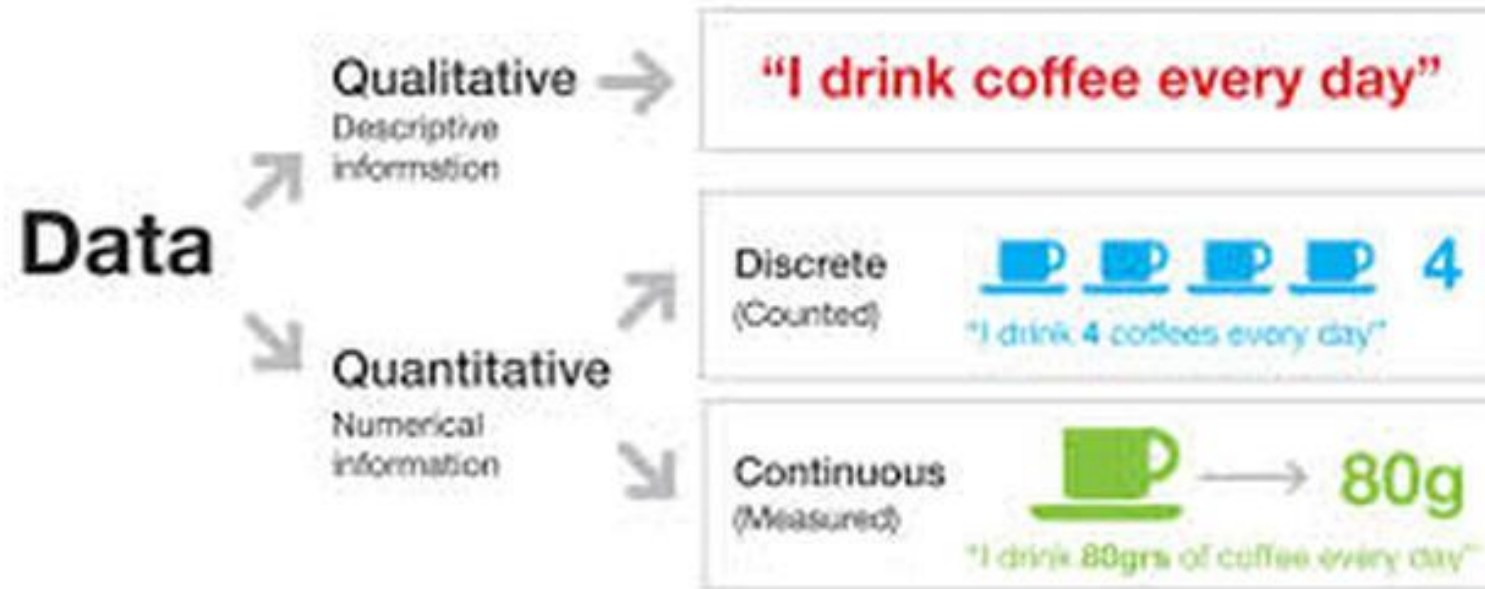 Data
Qualitative
Descriptive
information
"I drink coffee every day"
Quantitative
Numerical
information
Discrete
(Counted)
4
"I drink 4 coffees every day"
Continuous
(Measured)
80g
"I drink 80grs of coffee every day"